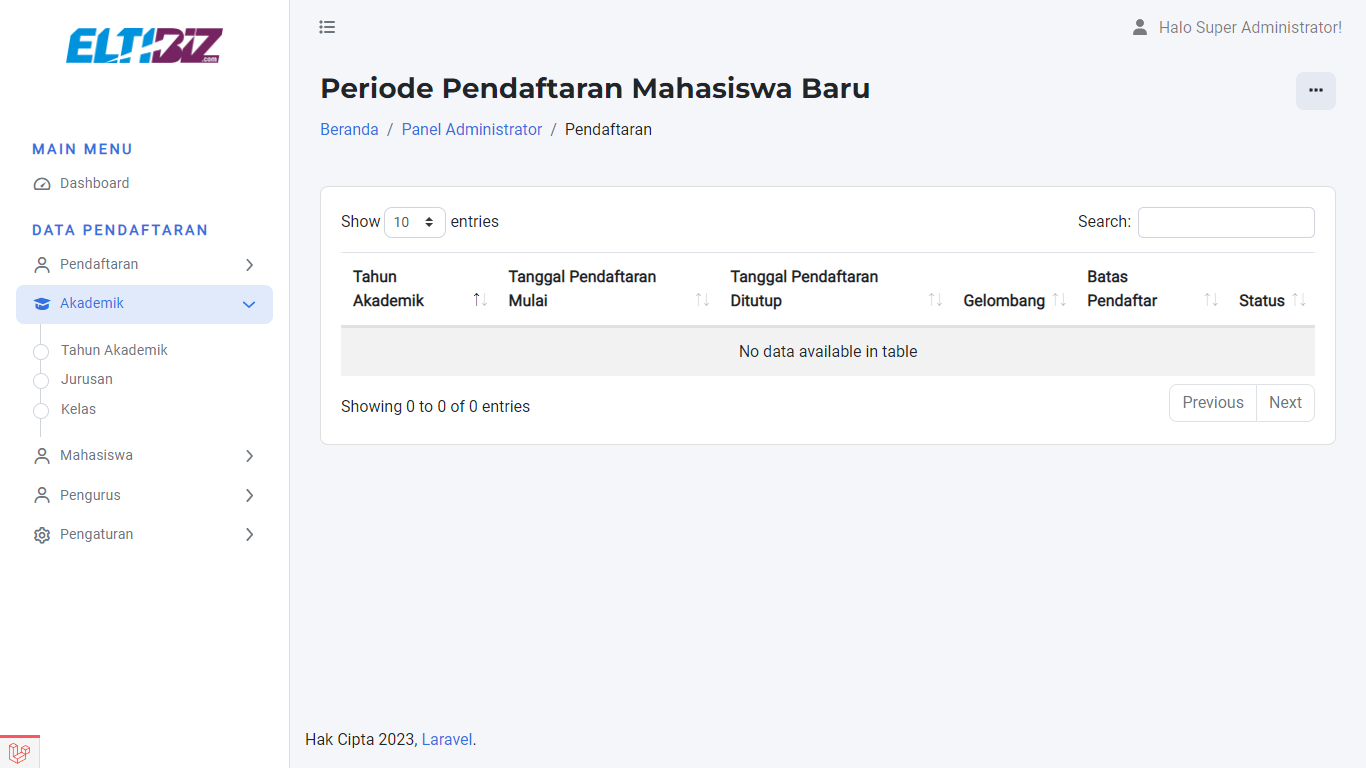 ELTIBIZ
.com
Halo Super Administrator!
Periode Pendaftaran Mahasiswa Baru
Beranda / Panel Administrator / Pendaftaran
MAIN MENU
Dashboard
DATA PENDAFTARAN
Pendaftaran
Akademik
Tahun Akademik
Jurusan
Kelas
Mahasiswa
Pengurus
Pengaturan
Show 10 entries
Search:
Tahun Akademik
Tanggal Pendaftaran Mulai
Tanggal Pendaftaran Ditutup
Gelombang
Batas Pendaftar
Status
No data available in table
Showing 0 to 0 of 0 entries
Previous Next
Hak Cipta 2023, Laravel.